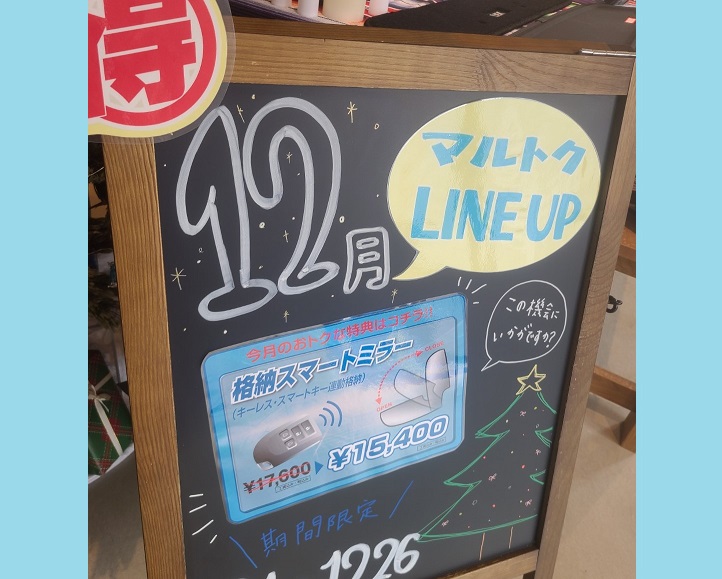 得
12月
マルトク
LINE UP
この機会に
いかがですか?
今月のおトクな特典はコチラ!!
格納スマートミラー
(キーレス・スマートキー連動格納)
OPEN
¥17,600
¥15,400
期間限定
1226